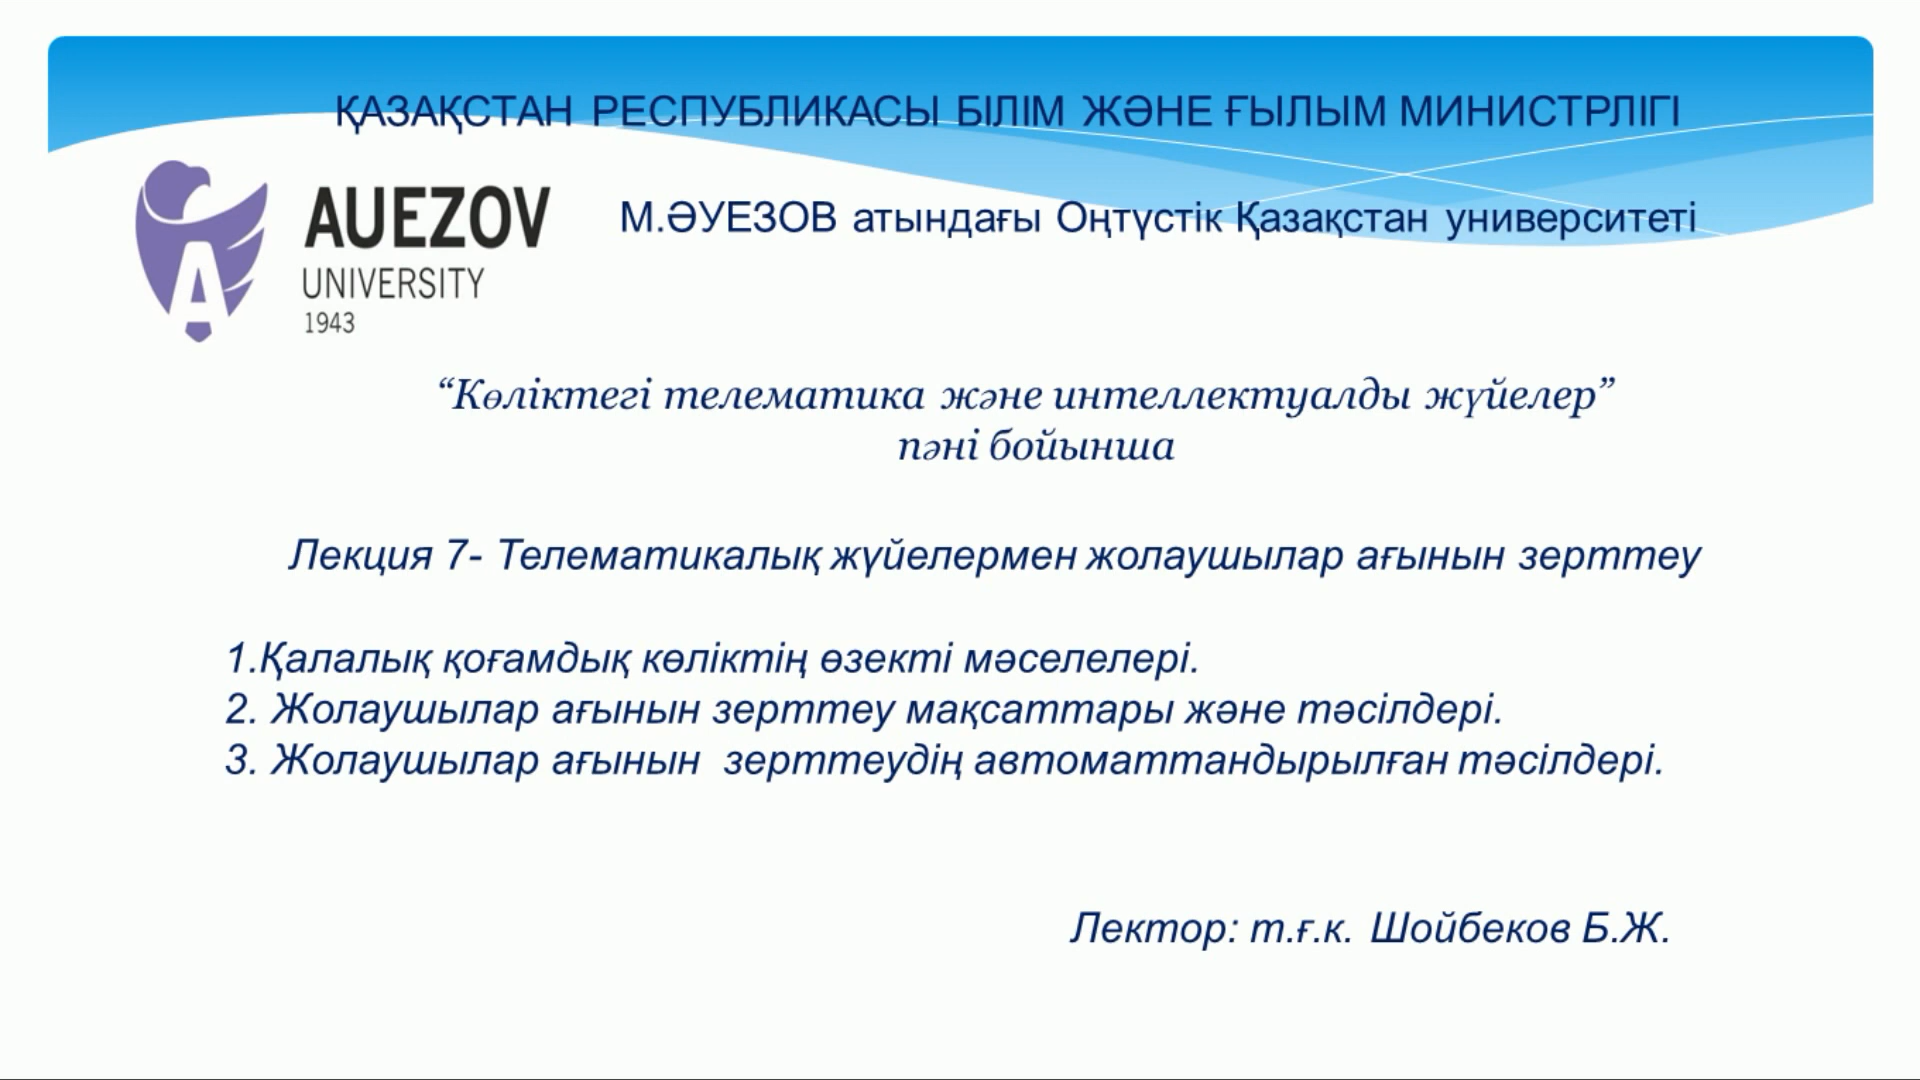 ҚАЗАҚСТАН РЕСПУБЛИКАСЫ БІЛІМ ЖӘНЕ ҒЫЛЫМ МИНИСТРЛІГІ
AUEZOV
UNIVERSITY
1943
М.ӘУЕЗОВ атындағы Оңтүстік Қазақстан университеті
“Көліктегі телематика және интеллектуалды жүйелер”
пәні бойынша
Лекция 7- Телематикалық жүйелермен жолаушылар ағынын зерттеу
1.Қалалық қоғамдық көліктің өзекті мәселелері.
2. Жолаушылар ағынын зерттеу мақсаттары және тәсілдері.
3. Жолаушылар ағынын зерттеудің автоматтандырылған тәсілдері.
Лектор: т.ғ.к. Шойбеков Б.Ж.